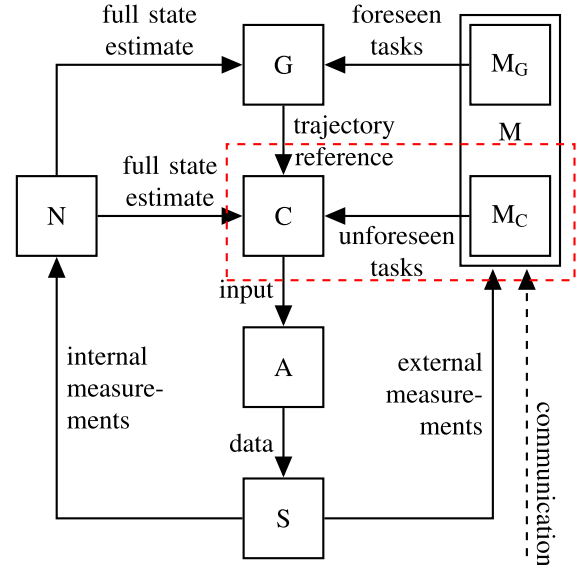 full state
estimate
foreseen
tasks
G
M_G
M
trajectory
reference
full state
estimate
N
C
M_C
unforeseen
tasks
input
internal
measure-
ments
A
external
measure-
ments
communication
data
S